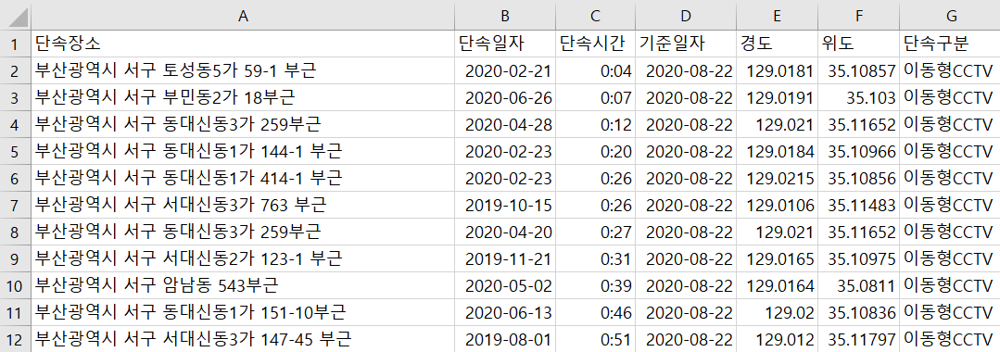 A B C D E F G
1 단속장소 단속일자 단속시간 기준일자 경도 위도 단속구분
2 부산광역시 서구 토성동5가 59-1 부근 2020-02-21 0:04 2020-08-22 129.0181 35.10857 이동형CCTV
3 부산광역시 서구 부민동2가 18부근 2020-06-26 0:07 2020-08-22 129.0191 35.103 이동형CCTV
4 부산광역시 서구 동대신동3가 259부근 2020-04-28 0:12 2020-08-22 129.021 35.11652 이동형CCTV
5 부산광역시 서구 동대신동1가 144-1 부근 2020-02-23 0:20 2020-08-22 129.0184 35.10966 이동형CCTV
6 부산광역시 서구 동대신동1가 414-1 부근 2020-02-23 0:26 2020-08-22 129.0215 35.10856 이동형CCTV
7 부산광역시 서구 서대신동3가 763 부근 2019-10-15 0:26 2020-08-22 129.0106 35.11483 이동형CCTV
8 부산광역시 서구 동대신동3가 259부근 2020-04-20 0:27 2020-08-22 129.021 35.11652 이동형CCTV
9 부산광역시 서구 서대신동2가 123-1 부근 2019-11-21 0:31 2020-08-22 129.0165 35.10975 이동형CCTV
10 부산광역시 서구 암남동 543부근 2020-05-02 0:39 2020-08-22 129.0164 35.0811 이동형CCTV
11 부산광역시 서구 동대신동1가 151-10부근 2020-06-13 0:46 2020-08-22 129.02 35.10836 이동형CCTV
12 부산광역시 서구 서대신동3가 147-45 부근 2019-08-01 0:51 2020-08-22 129.012 35.11797 이동형CCTV